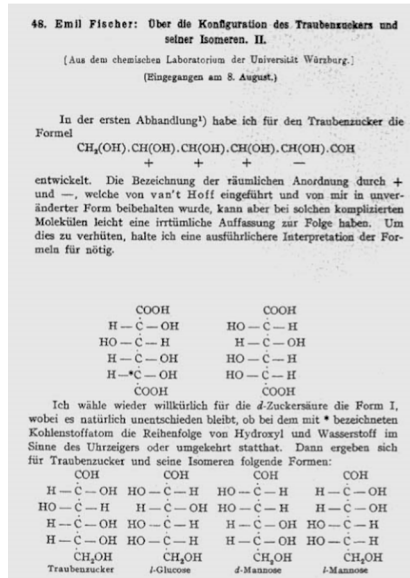 48. Emil Fischer: Über die Konfiguration des Traubenzuckers und
seiner Isomeren. II.
[Aus dem chemischen Laboratorium der Universität Würzburg.]
(Eingegangen am 8. August.)
In der ersten Abhandlung¹) habe ich für den Traubenzucker die
Formel
CH₂(OH).CH(OH).CH(OH).CH(OH).CH(OH).COH
+ + + —
entwickelt. Die Bezeichnung der räumlichen Anordnung durch +
und —, welche von van't Hoff eingeführt und von mir in unver-
änderter Form beibehalten wurde, kann aber bei solchen komplizierten
Molekülen leicht eine irrtümliche Auffassung zur Folge haben. Um
dies zu verhüten, halte ich eine ausführlichere Interpretation der For-
meln für nötig.
COOH COOH
H — C — OH HO — C — H
HO — C — H H — C — OH
H — C — OH HO — C — H
H —*C — OH HO — C — H
COOH COOH
Ich wähle wieder willkürlich für die d-Zuckersäure die Form I,
wobei es natürlich unentschieden bleibt, ob bei dem mit * bezeichneten
Kohlenstoffatom die Reihenfolge von Hydroxyl und Wasserstoff im
Sinne des Uhrzeigers oder umgekehrt statthat. Dann ergeben sich
für Traubenzucker und seine Isomeren folgende Formen:
COH COH COH COH
H — C — OH HO — C — H HO — C — H H — C — OH
HO — C — H H — C — OH HO — C — H H — C — OH
H — C — OH HO — C — H H — C — OH HO — C — H
H — C — OH HO — C — H H — C — OH HO — C — H
CH₂OH CH₂OH CH₂OH CH₂OH
Traubenzucker l-Glucose d-Mannose l-Mannose